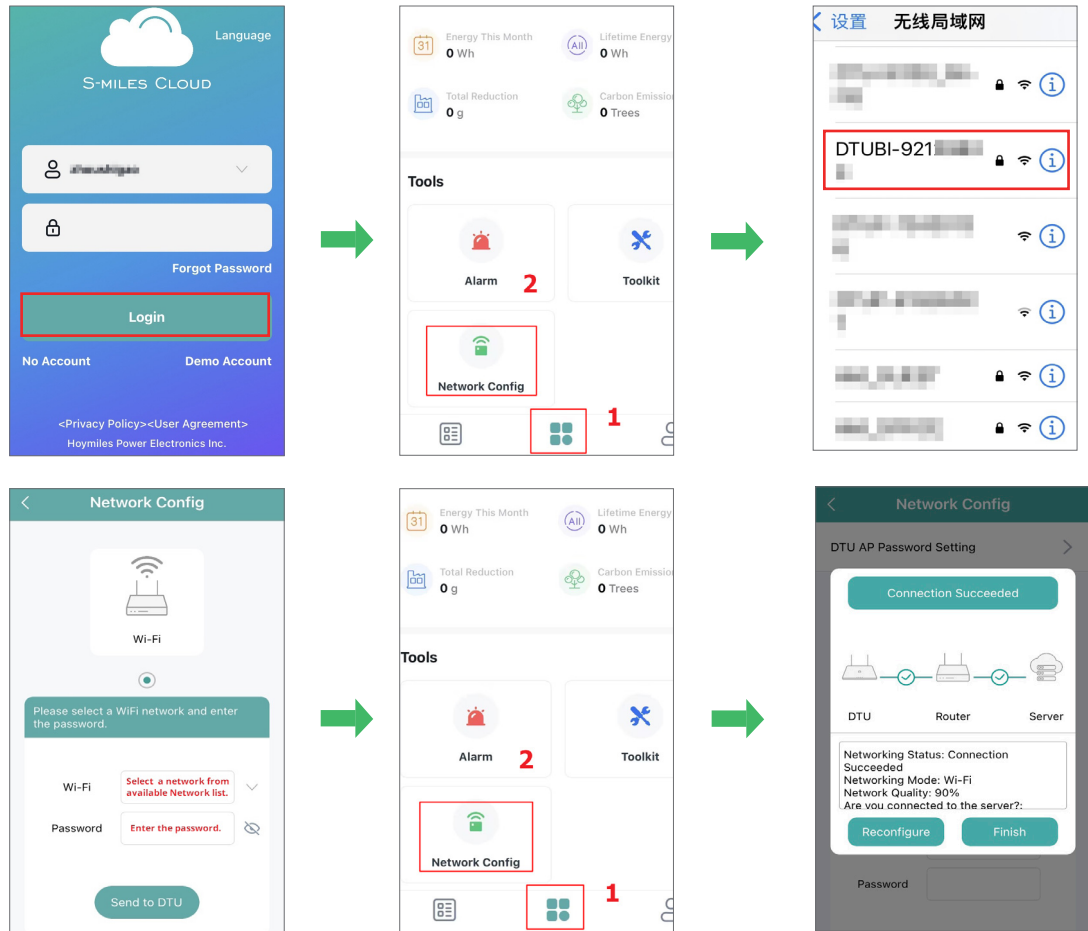 Language
S-MILES CLOUD
Forgot Password
Login
No Account
Demo Account
<Privacy Policy><User Agreement>
Hoymiles Power Electronics Inc.
Energy This Month
0 Wh
Lifetime Energy
0 Wh
Total Reduction
0 g
Carbon Emission
0 Trees
Tools
Alarm
2
Toolkit
Network Config
1
设置
无线局域网
DTUBI-921
Network Config
Wi-Fi
Please select a WiFi network and enter
the password.
Wi-Fi
Select a network from
available Network list.
Password
Enter the password.
Send to DTU
Energy This Month
0 Wh
Lifetime Energy
0 Wh
Total Reduction
0 g
Carbon Emission
0 Trees
Tools
Alarm
2
Toolkit
Network Config
1
Network Config
DTU AP Password Setting
Connection Succeeded
DTU
Router
Server
Networking Status: Connection
Succeeded
Networking Mode: Wi-Fi
Network Quality: 90%
Are you connected to the server?:
Reconfigure
Finish
Password